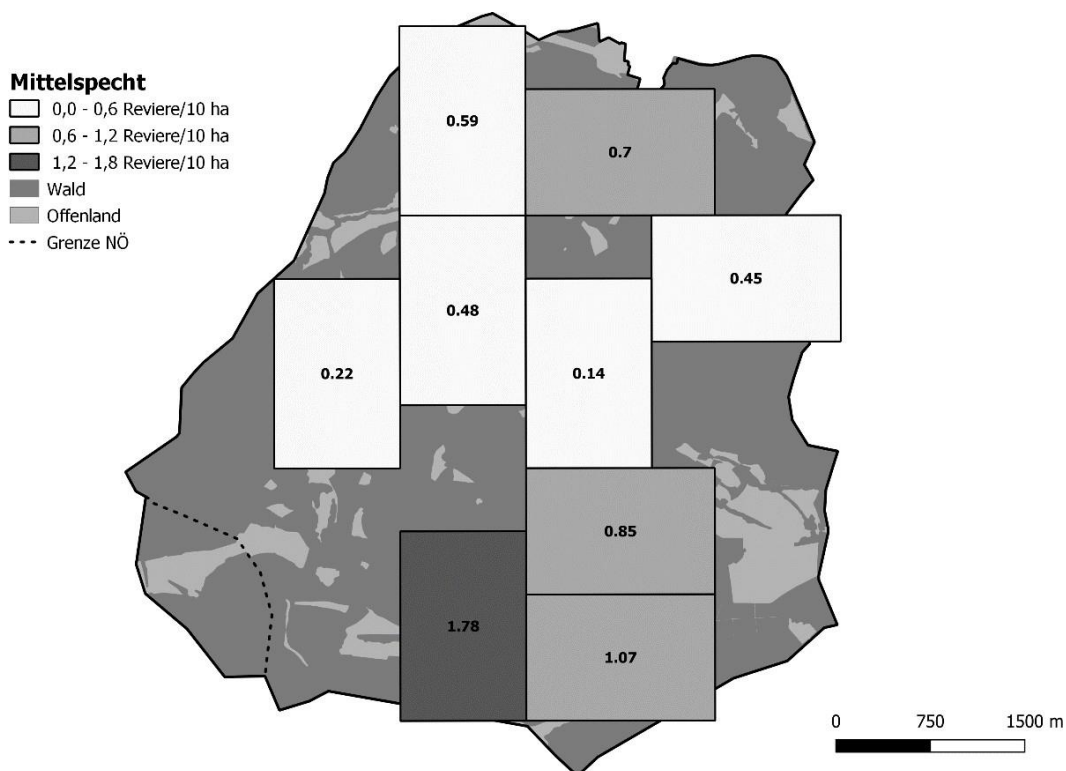 Mittelspecht
0,0 - 0,6 Reviere/10 ha
0,6 - 1,2 Reviere/10 ha
1,2 - 1,8 Reviere/10 ha
Wald
Offenland
Grenze NÖ
0.59
0.7
0.45
0.48
0.22
0.14
0.85
1.78
1.07
0 750 1500 m